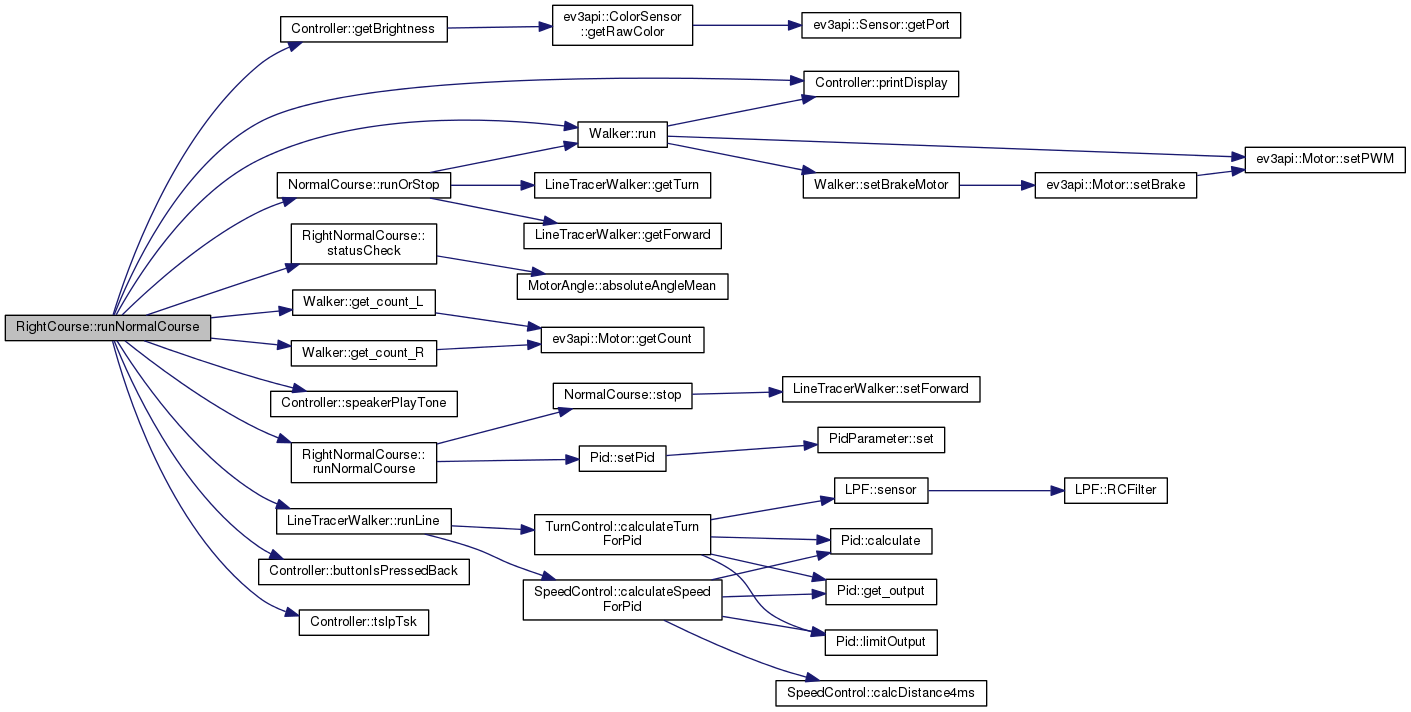 Controller::getBrightness
ev3api::ColorSensor
::getRawColor
ev3api::Sensor::getPort
Controller::printDisplay
Walker::run
ev3api::Motor::setPWM
NormalCourse::runOrStop
LineTracerWalker::getTurn
Walker::setBrakeMotor
ev3api::Motor::setBrake
LineTracerWalker::getForward
RightNormalCourse::
statusCheck
MotorAngle::absoluteAngleMean
Walker::get_count_L
RightCourse::runNormalCourse
ev3api::Motor::getCount
Walker::get_count_R
Controller::speakerPlayTone
NormalCourse::stop
LineTracerWalker::setForward
RightNormalCourse::
runNormalCourse
Pid::setPid
PidParameter::set
LPF::sensor
LPF::RCFilter
LineTracerWalker::runLine
TurnControl::calculateTurn
ForPid
Pid::calculate
Controller::buttonIsPressedBack
SpeedControl::calculateSpeed
ForPid
Pid::get_output
Controller::tslpTsk
Pid::limitOutput
SpeedControl::calcDistance4ms